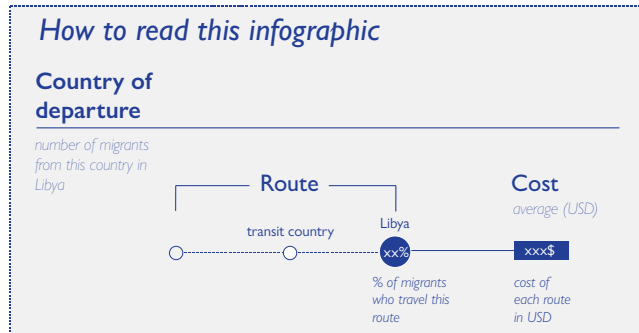 How to read this infographic
Country of
departure
number of migrants
from this country in
Libya
Route
Cost
average (USD)
transit country
Libya
xx%
xxx$
% of migrants
who travel this
route
cost of
each route
in USD